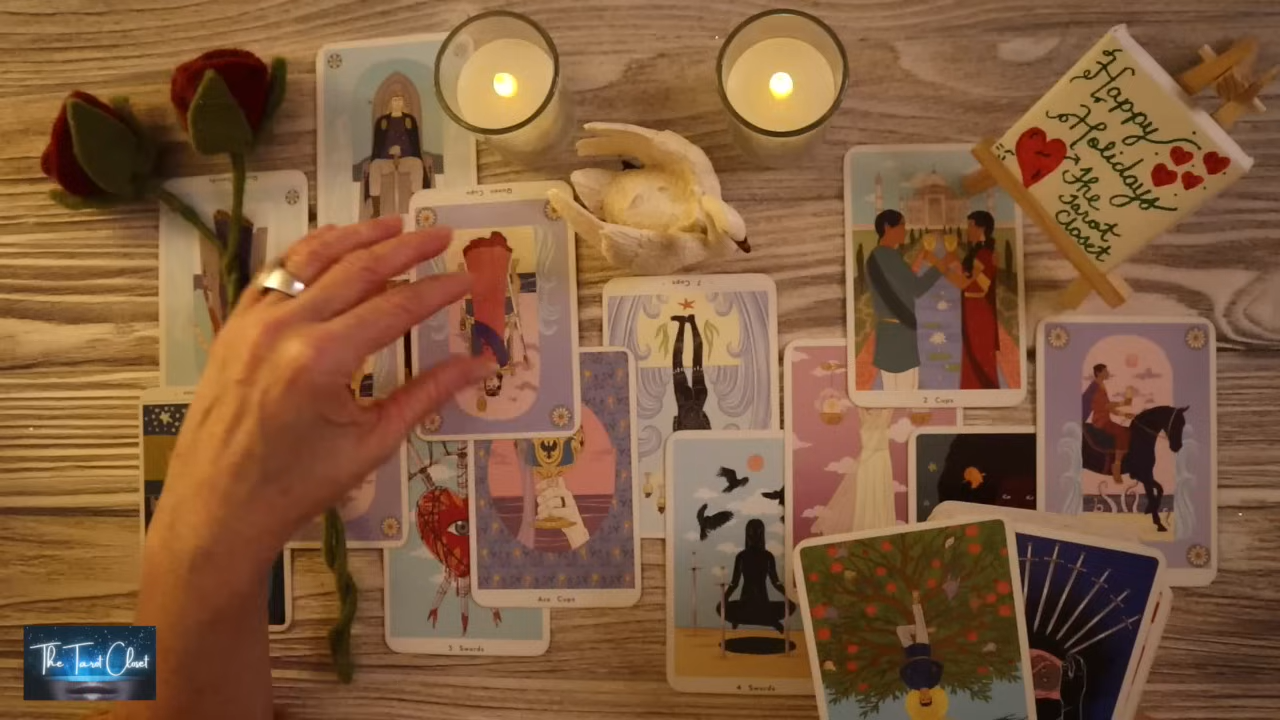 Happy
Holidays
The
Tarot
Closet
Queen Cups
7 Cups
2 Cups
Ace Cups
3 Swords
4 Swords
The Tarot Closet